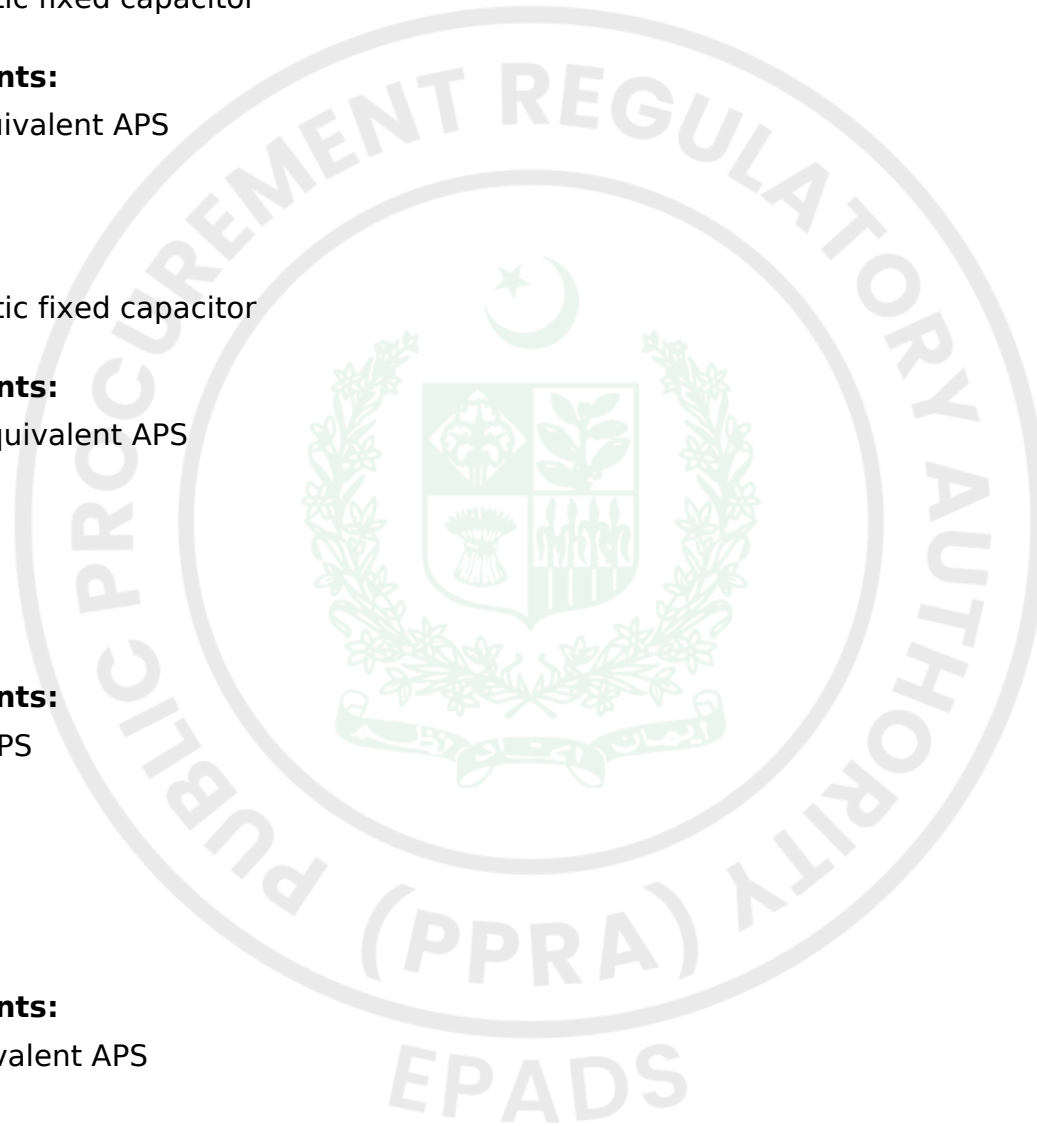 tic fixed capacitor
nts:
uivalent APS
tic fixed capacitor
nts:
quivalent APS
nts:
PS
nts:
valent APS
PUBLIC PROCUREMENT REGULATORY AUTHORITY
(PPRA)
EPADS